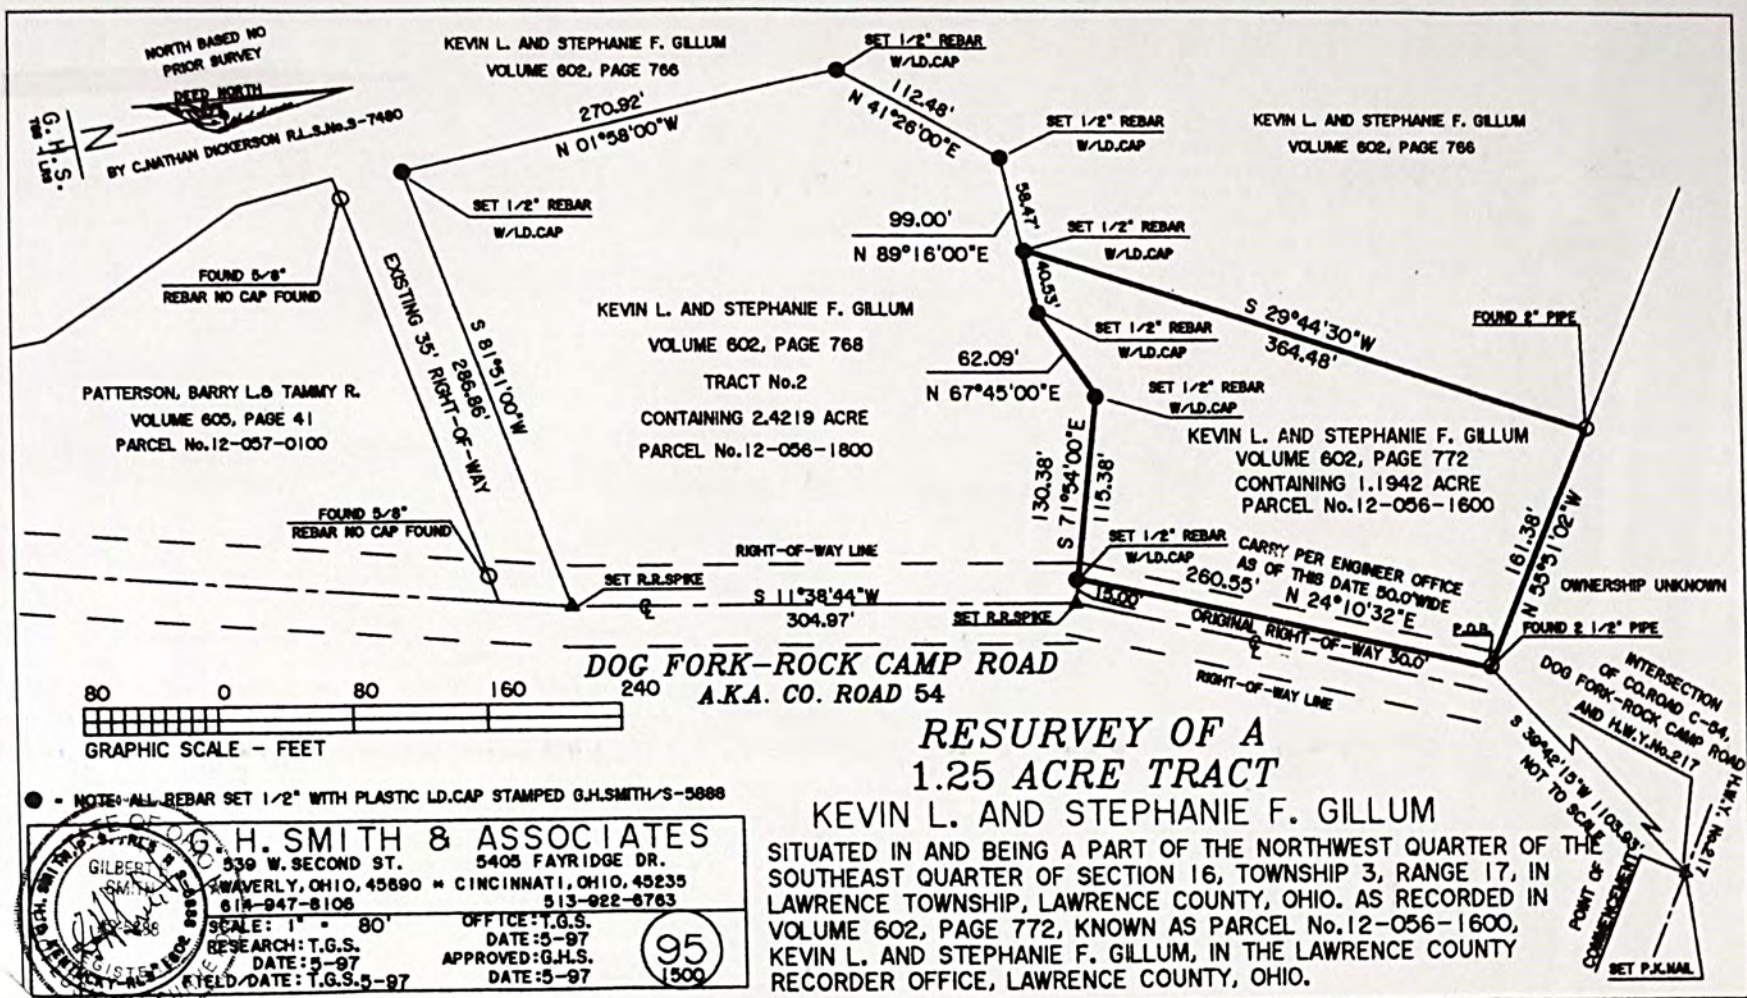 NORTH BASED NO
PRIOR SURVEY
DEED NORTH
N
G.H.S.
BY C.NATHAN DICKERSON R.L.S.No.S-7480
KEVIN L. AND STEPHANIE F. GILLUM
VOLUME 602, PAGE 766
SET 1/2" REBAR
W/I.D.CAP
270.92'
N 01°58'00"W
112.48'
N 41°26'00"E
SET 1/2" REBAR
W/I.D.CAP
KEVIN L. AND STEPHANIE F. GILLUM
VOLUME 602, PAGE 766
SET 1/2" REBAR
W/I.D.CAP
58.47'
99.00'
N 89°16'00"E
SET 1/2" REBAR
W/I.D.CAP
40.53'
FOUND 5/8"
REBAR NO CAP FOUND
EXISTING 35' RIGHT-OF-WAY
S 81°51'00"W
286.86'
KEVIN L. AND STEPHANIE F. GILLUM
VOLUME 602, PAGE 768
TRACT No.2
CONTAINING 2.4219 ACRE
PARCEL No.12-056-1800
S 29°44'30"W
364.48'
FOUND 2" PIPE
SET 1/2" REBAR
W/I.D.CAP
62.09'
N 67°45'00"E
SET 1/2" REBAR
W/I.D.CAP
PATTERSON, BARRY L.& TAMMY R.
VOLUME 605, PAGE 41
PARCEL No.12-057-0100
KEVIN L. AND STEPHANIE F. GILLUM
VOLUME 602, PAGE 772
CONTAINING 1.1942 ACRE
PARCEL No.12-056-1600
130.38'
S 71°54'00"E
115.38'
161.38'
N 55°51'02"W
FOUND 5/8"
REBAR NO CAP FOUND
RIGHT-OF-WAY LINE
SET 1/2" REBAR
W/I.D.CAP
CARRY PER ENGINEER OFFICE
AS OF THIS DATE 50.0'WIDE
260.55'
N 24°10'32"E
OWNERSHIP UNKNOWN
SET R.R.SPIKE
S 11°38'44"W
304.97'
15.00'
SET R.R.SPIKE
ORIGINAL RIGHT-OF-WAY 30.0'
P.O.B.
FOUND 2 1/2" PIPE
DOG FORK-ROCK CAMP ROAD
A.K.A. CO. ROAD 54
RIGHT-OF-WAY LINE
INTERSECTION
OF CO.ROAD C-54,
DOG FORK-ROCK CAMP ROAD
AND H.W.Y.No.217
H.W.Y. No.217
S 39°42'15"W 1103.93'
NOT TO SCALE
POINT OF
COMMENCEMENT
SET P.K.NAIL
80 0 80 160 240
GRAPHIC SCALE - FEET
RESURVEY OF A
1.25 ACRE TRACT
KEVIN L. AND STEPHANIE F. GILLUM
SITUATED IN AND BEING A PART OF THE NORTHWEST QUARTER OF THE
SOUTHEAST QUARTER OF SECTION 16, TOWNSHIP 3, RANGE 17, IN
LAWRENCE TOWNSHIP, LAWRENCE COUNTY, OHIO. AS RECORDED IN
VOLUME 602, PAGE 772, KNOWN AS PARCEL No.12-056-1600,
KEVIN L. AND STEPHANIE F. GILLUM, IN THE LAWRENCE COUNTY
RECORDER OFFICE, LAWRENCE COUNTY, OHIO.
- NOTE: ALL REBAR SET 1/2" WITH PLASTIC I.D.CAP STAMPED G.H.SMITH/S-5888
G. H. SMITH & ASSOCIATES
539 W. SECOND ST. 5405 FAYRIDGE DR.
WAVERLY, OHIO, 45690 * CINCINNATI, OHIO, 45235
614-947-8106 513-922-6763
SCALE: 1" = 80'
RESEARCH: T.G.S.
DATE: 5-97
FIELD/DATE: T.G.S.5-97
OFFICE: T.G.S.
DATE: 5-97
APPROVED: G.H.S.
DATE: 5-97
95
1500
GILBERT
SMITH